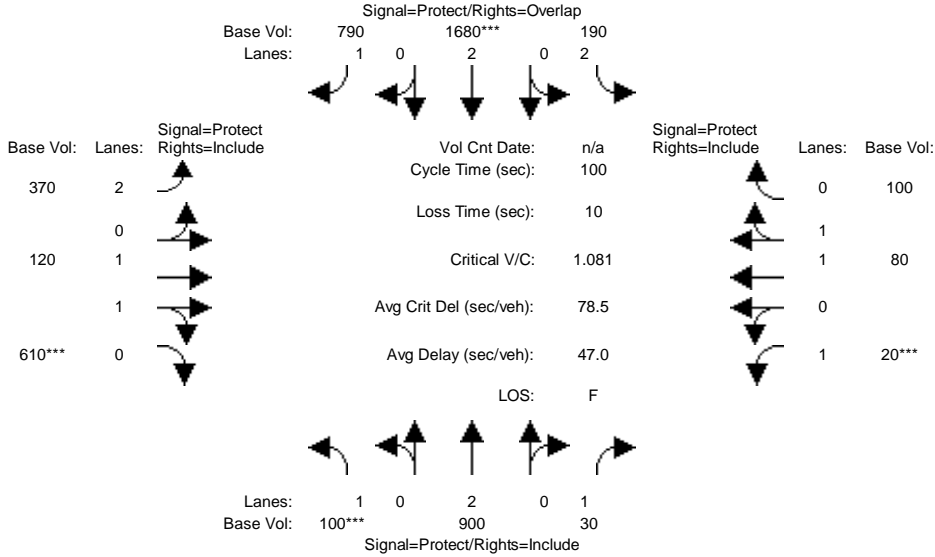 Signal=Protect/Rights=Overlap
Base Vol: 790 1680*** 190
Lanes: 1 0 2 0 2
Signal=Protect Signal=Protect
Base Vol: Lanes: Rights=Include Vol Cnt Date: n/a Rights=Include Lanes: Base Vol:
Cycle Time (sec): 100
370 2 0 100
Loss Time (sec): 10
0 1
120 1 Critical V/C: 1.081 1 80
1 Avg Crit Del (sec/veh): 78.5 0
610*** 0 Avg Delay (sec/veh): 47.0 1 20***
LOS: F
Lanes: 1 0 2 0 1
Base Vol: 100*** 900 30
Signal=Protect/Rights=Include